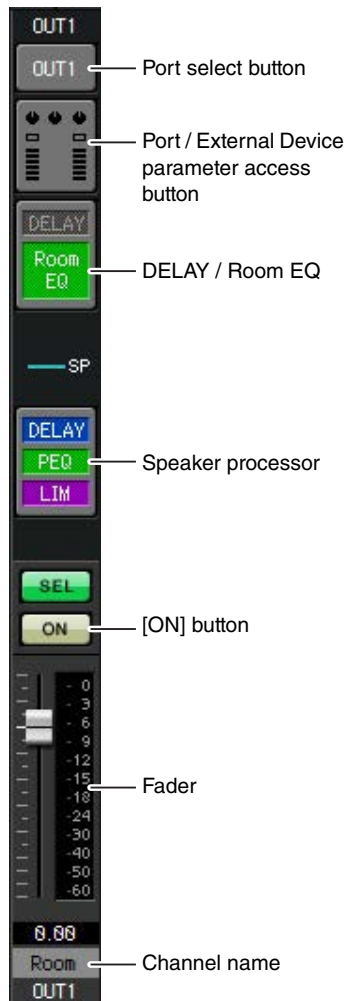 OUT1
OUT1
Port select button
Port / External Device
parameter access
button
DELAY
Room
EQ
DELAY / Room EQ
SP
DELAY
PEQ
LIM
Speaker processor
SEL
ON
[ON] button
0
3
6
9
-12
-15
-18
-24
-30
-40
-50
-60
Fader
0.00
Room
Channel name
OUT1